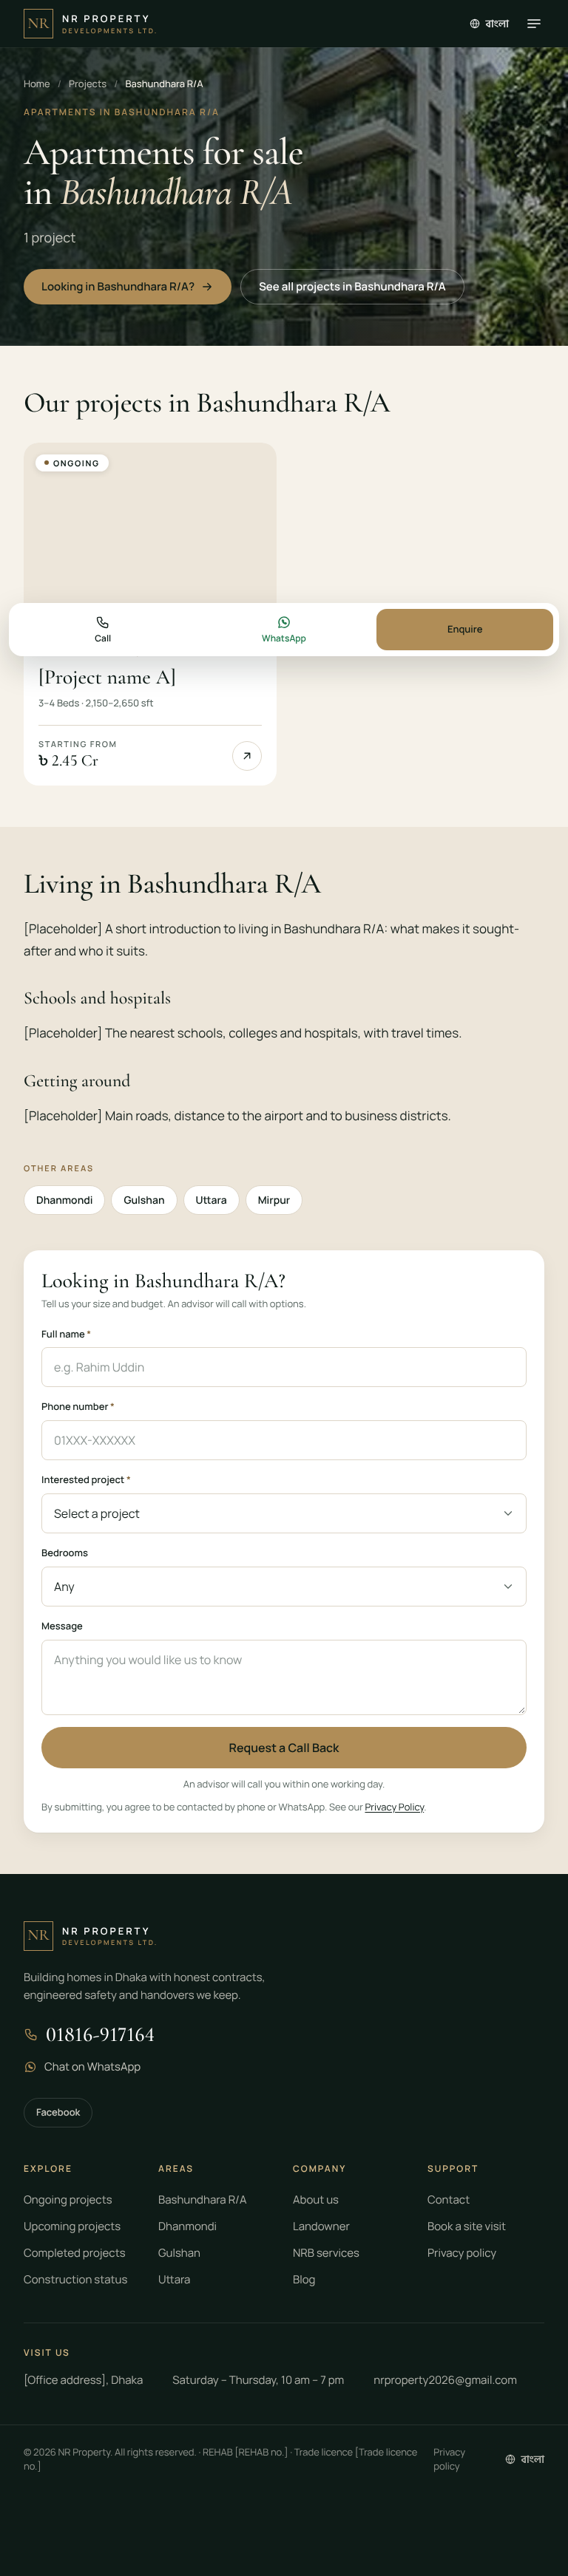 NR
NR PROPERTY
DEVELOPMENTS LTD.
বাংলা
Home / Projects / Bashundhara R/A
APARTMENTS IN BASHUNDHARA R/A
Apartments for sale
in Bashundhara R/A
1 project
Looking in Bashundhara R/A?
See all projects in Bashundhara R/A
Our projects in Bashundhara R/A
ONGOING
Call
WhatsApp
Enquire
[Project name A]
3–4 Beds · 2,150–2,650 sft
STARTING FROM
৳ 2.45 Cr
Living in Bashundhara R/A
[Placeholder] A short introduction to living in Bashundhara R/A: what makes it sought-
after and who it suits.
Schools and hospitals
[Placeholder] The nearest schools, colleges and hospitals, with travel times.
Getting around
[Placeholder] Main roads, distance to the airport and to business districts.
OTHER AREAS
Dhanmondi
Gulshan
Uttara
Mirpur
Looking in Bashundhara R/A?
Tell us your size and budget. An advisor will call with options.
Full name *
e.g. Rahim Uddin
Phone number *
01XXX-XXXXXX
Interested project *
Select a project
Bedrooms
Any
Message
Anything you would like us to know
Request a Call Back
An advisor will call you within one working day.
By submitting, you agree to be contacted by phone or WhatsApp. See our Privacy Policy.
NR
NR PROPERTY
DEVELOPMENTS LTD.
Building homes in Dhaka with honest contracts,
engineered safety and handovers we keep.
01816-917164
Chat on WhatsApp
Facebook
EXPLORE
Ongoing projects
Upcoming projects
Completed projects
Construction status
AREAS
Bashundhara R/A
Dhanmondi
Gulshan
Uttara
COMPANY
About us
Landowner
NRB services
Blog
SUPPORT
Contact
Book a site visit
Privacy policy
VISIT US
[Office address], Dhaka
Saturday – Thursday, 10 am – 7 pm
nrproperty2026@gmail.com
© 2026 NR Property. All rights reserved. · REHAB [REHAB no.] · Trade licence [Trade licence
no.]
Privacy
policy
বাংলা